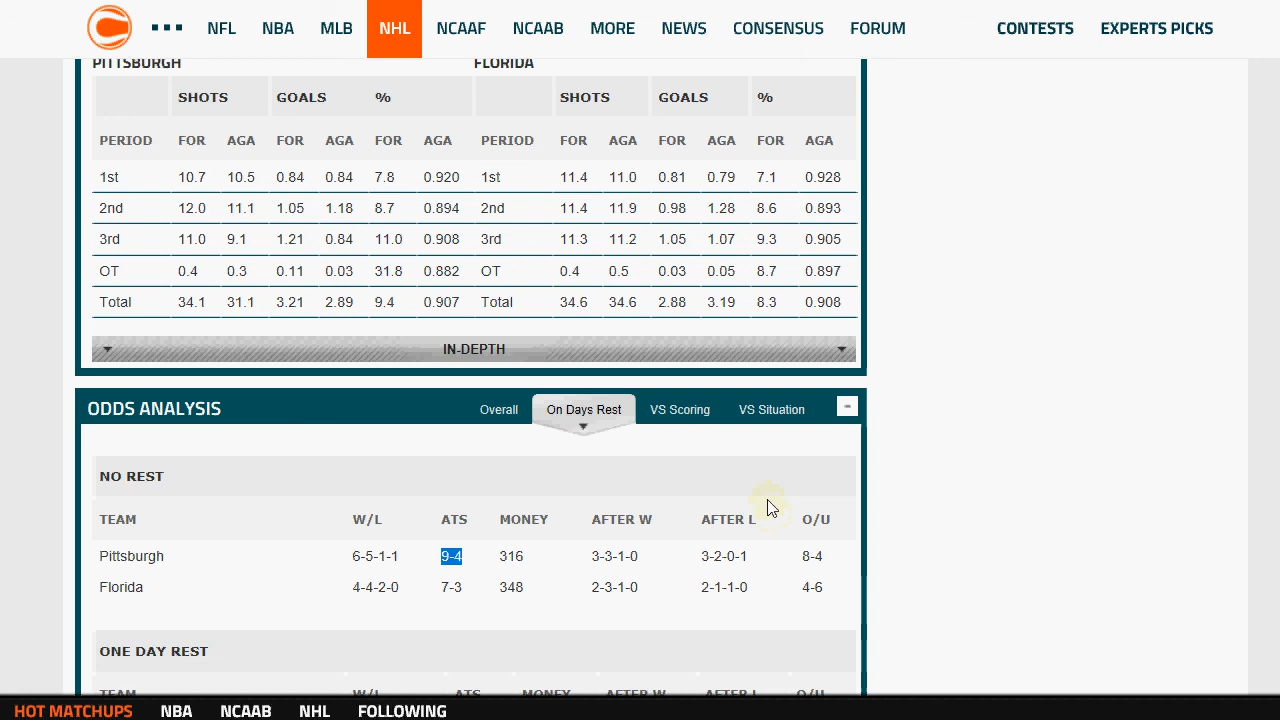 NFL NBA MLB NHL NCAAF NCAAB MORE NEWS CONSENSUS FORUM CONTESTS EXPERTS PICKS
PITTSBURGH FLORIDA
SHOTS GOALS % SHOTS GOALS %
PERIOD FOR AGA FOR AGA FOR AGA PERIOD FOR AGA FOR AGA FOR AGA
1st 10.7 10.5 0.84 0.84 7.8 0.920 1st 11.4 11.0 0.81 0.79 7.1 0.928
2nd 12.0 11.1 1.05 1.18 8.7 0.894 2nd 11.4 11.9 0.98 1.28 8.6 0.893
3rd 11.0 9.1 1.21 0.84 11.0 0.908 3rd 11.3 11.2 1.05 1.07 9.3 0.905
OT 0.4 0.3 0.11 0.03 31.8 0.882 OT 0.4 0.5 0.03 0.05 8.7 0.897
Total 34.1 31.1 3.21 2.89 9.4 0.907 Total 34.6 34.6 2.88 3.19 8.3 0.908
IN-DEPTH
ODDS ANALYSIS Overall On Days Rest VS Scoring VS Situation
NO REST
TEAM W/L ATS MONEY AFTER W AFTER L O/U
Pittsburgh 6-5-1-1 9-4 316 3-3-1-0 3-2-0-1 8-4
Florida 4-4-2-0 7-3 348 2-3-1-0 2-1-1-0 4-6
ONE DAY REST
TEAM W/L ATS MONEY AFTER W AFTER L O/U
HOT MATCHUPS NBA NCAAB NHL FOLLOWING